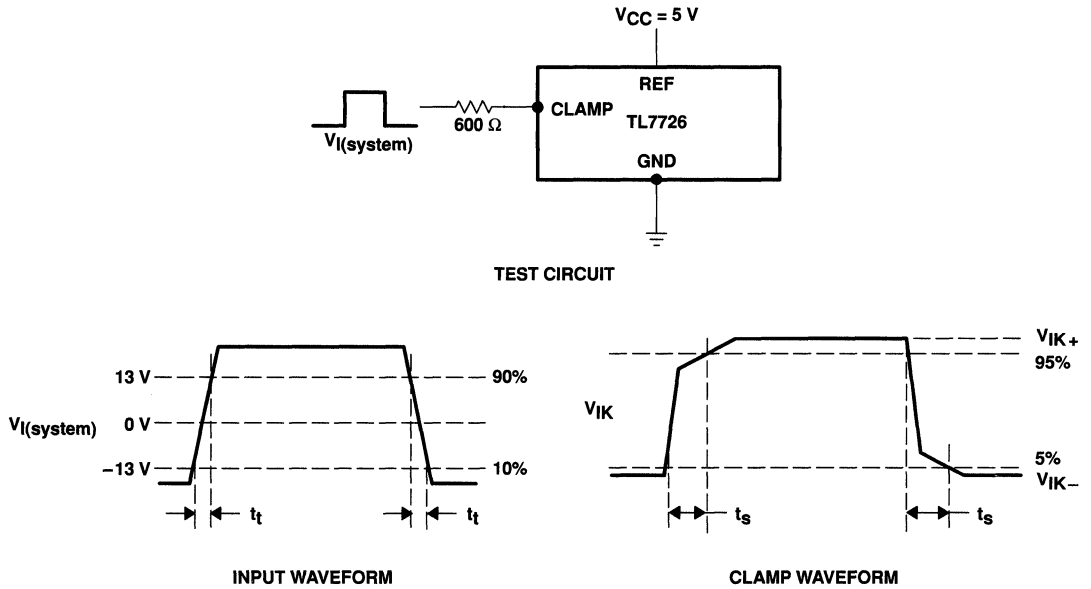 VCC = 5 V
REF
CLAMP
TL7726
600 Ω
VI(system)
GND
TEST CIRCUIT
13 V
90%
VI(system)
0 V
–13 V
10%
tt
tt
INPUT WAVEFORM
VIK+
95%
VIK
5%
VIK–
ts
ts
CLAMP WAVEFORM